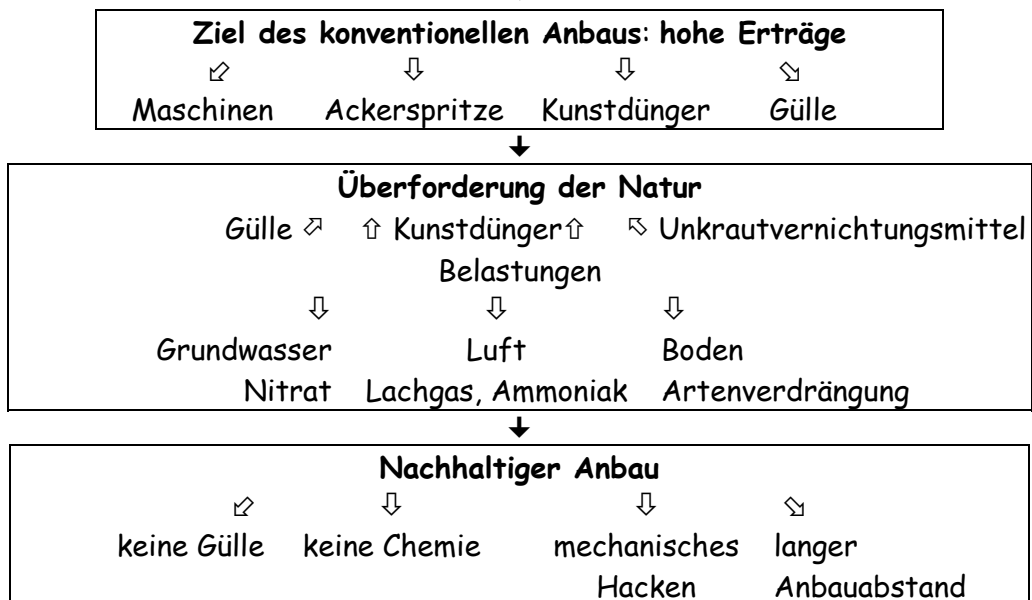 Ziel des konventionellen Anbaus: hohe Erträge
⬃ ⇩ ⇩ ⬂
Maschinen Ackerspritze Kunstdünger Gülle
🡻
Überforderung der Natur
Gülle ⬀ ⇧ Kunstdünger⇧ ⬁ Unkrautvernichtungsmittel
Belastungen
⇩ ⇩ ⇩
Grundwasser Luft Boden
Nitrat Lachgas, Ammoniak Artenverdrängung
🡻
Nachhaltiger Anbau
⬃ ⇩ ⇩ ⬂
keine Gülle keine Chemie mechanisches langer
Hacken Anbauabstand